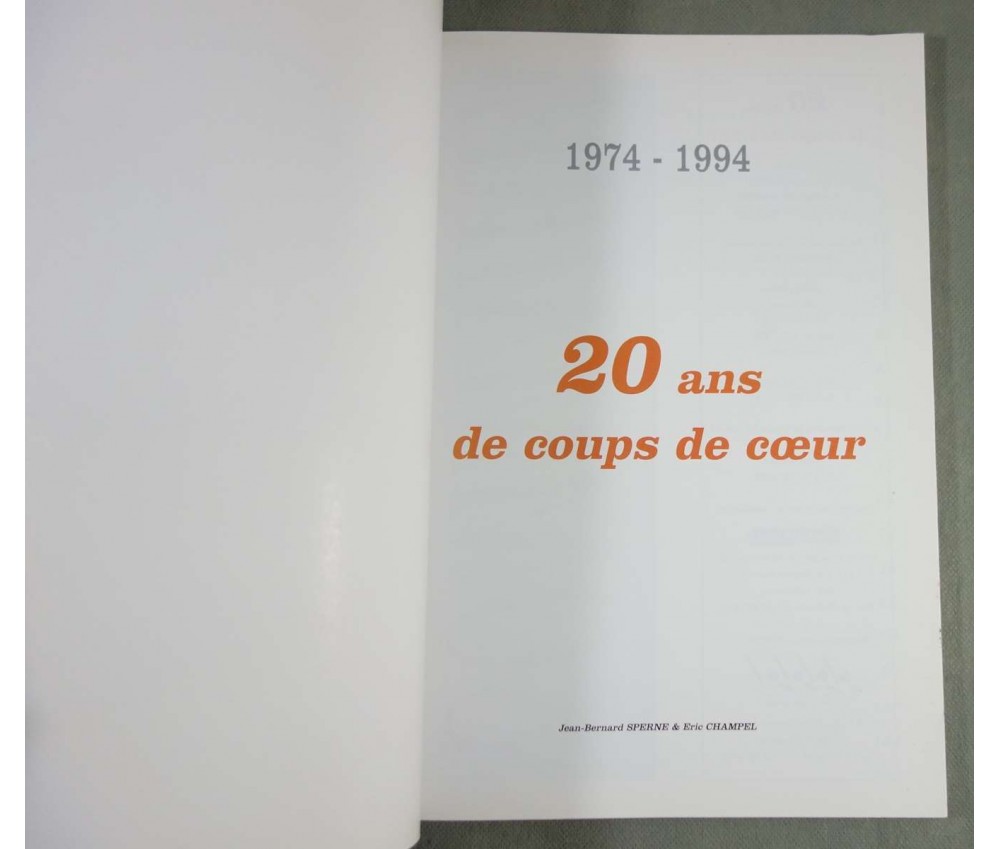 1974 - 1994
20 ans
de coups de cœur
Jean-Bernard SPERNE & Eric CHAMPEL